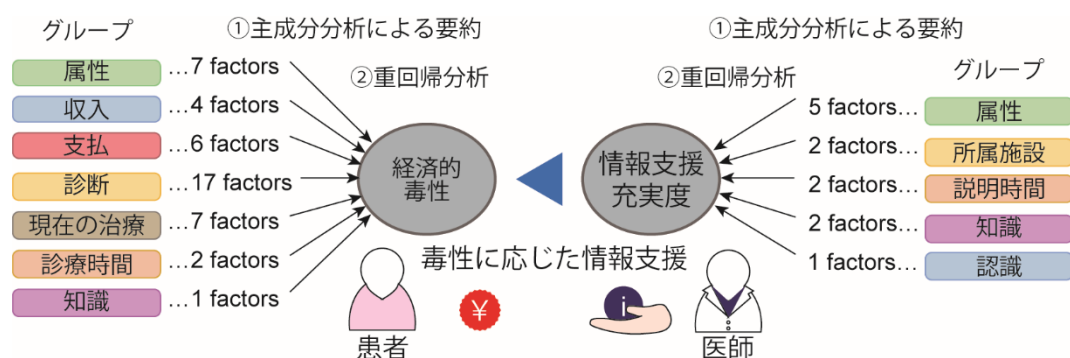 グループ
①主成分分析による要約
②重回帰分析
属性 …7 factors
収入 …4 factors
支払 …6 factors
診断 …17 factors
現在の治療 …7 factors
診療時間 …2 factors
知識 …1 factors
経済的
毒性
患者
¥
①主成分分析による要約
②重回帰分析
グループ
5 factors… 属性
2 factors… 所属施設
2 factors… 説明時間
2 factors… 知識
1 factors… 認識
情報支援
充実度
毒性に応じた情報支援
i
医師